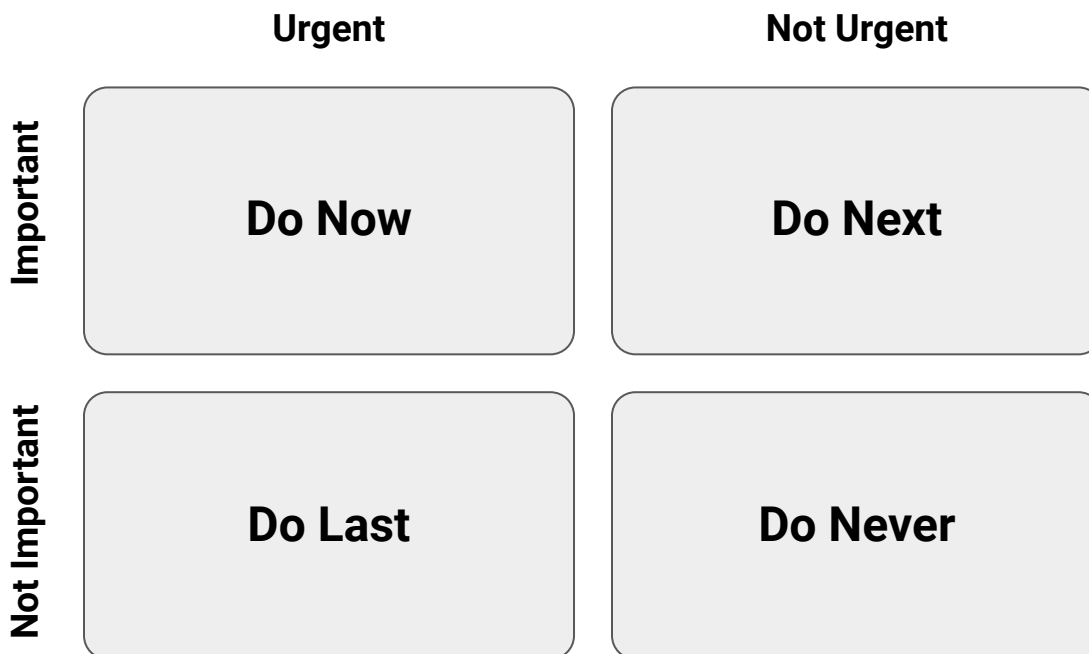 Urgent
Not Urgent
Important
Do Now
Do Next
Not Important
Do Last
Do Never